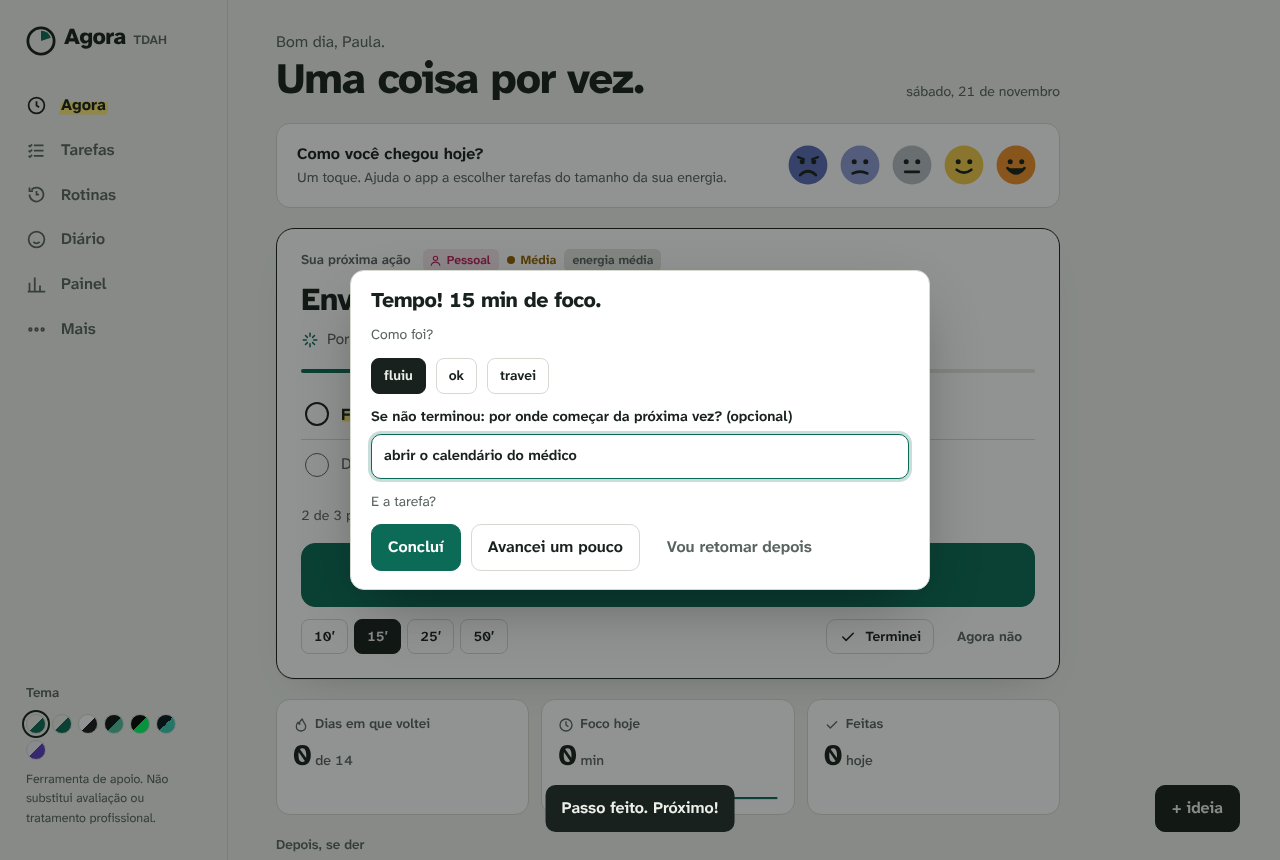 Agora TDAH
Agora
Tarefas
Rotinas
Diário
Painel
Mais
Tema
Ferramenta de apoio. Não
substitui avaliação ou
tratamento profissional.
Bom dia, Paula.
Uma coisa por vez.
sábado, 21 de novembro
Como você chegou hoje?
Um toque. Ajuda o app a escolher tarefas do tamanho da sua energia.
Sua próxima ação Pessoal Média energia média
Env
Por
Tempo! 15 min de foco.
Como foi?
fluiu ok travei
Se não terminou: por onde começar da próxima vez? (opcional)
abrir o calendário do médico
E a tarefa?
Concluí Avancei um pouco Vou retomar depois
D
2 de 3 p
10′ 15′ 25′ 50′ Terminei Agora não
Dias em que voltei
0 de 14
Foco hoje
0 min
Feitas
0 hoje
Passo feito. Próximo!
+ ideia
Depois, se der